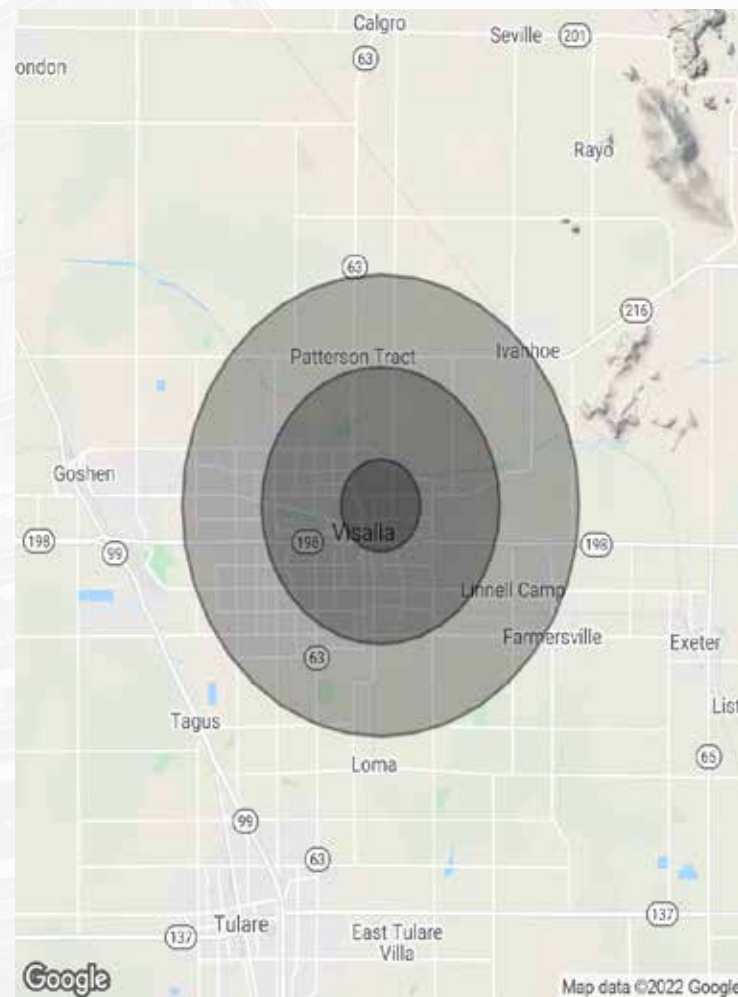 Calgro
Seville
201
63
ondon
Rayo
63
216
Patterson Tract
Ivanhoe
Goshen
Visalia
198
198
99
198
Linnell Camp
Farmersville
63
Exeter
List
Tagus
Loma
65
99
63
Tulare
137
East Tulare
Villa
137
Google
Map data ©2022 Google